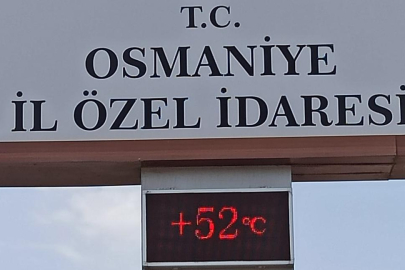 T.C.
OSMANİYE
İL ÖZEL İDARESİ
+52°C